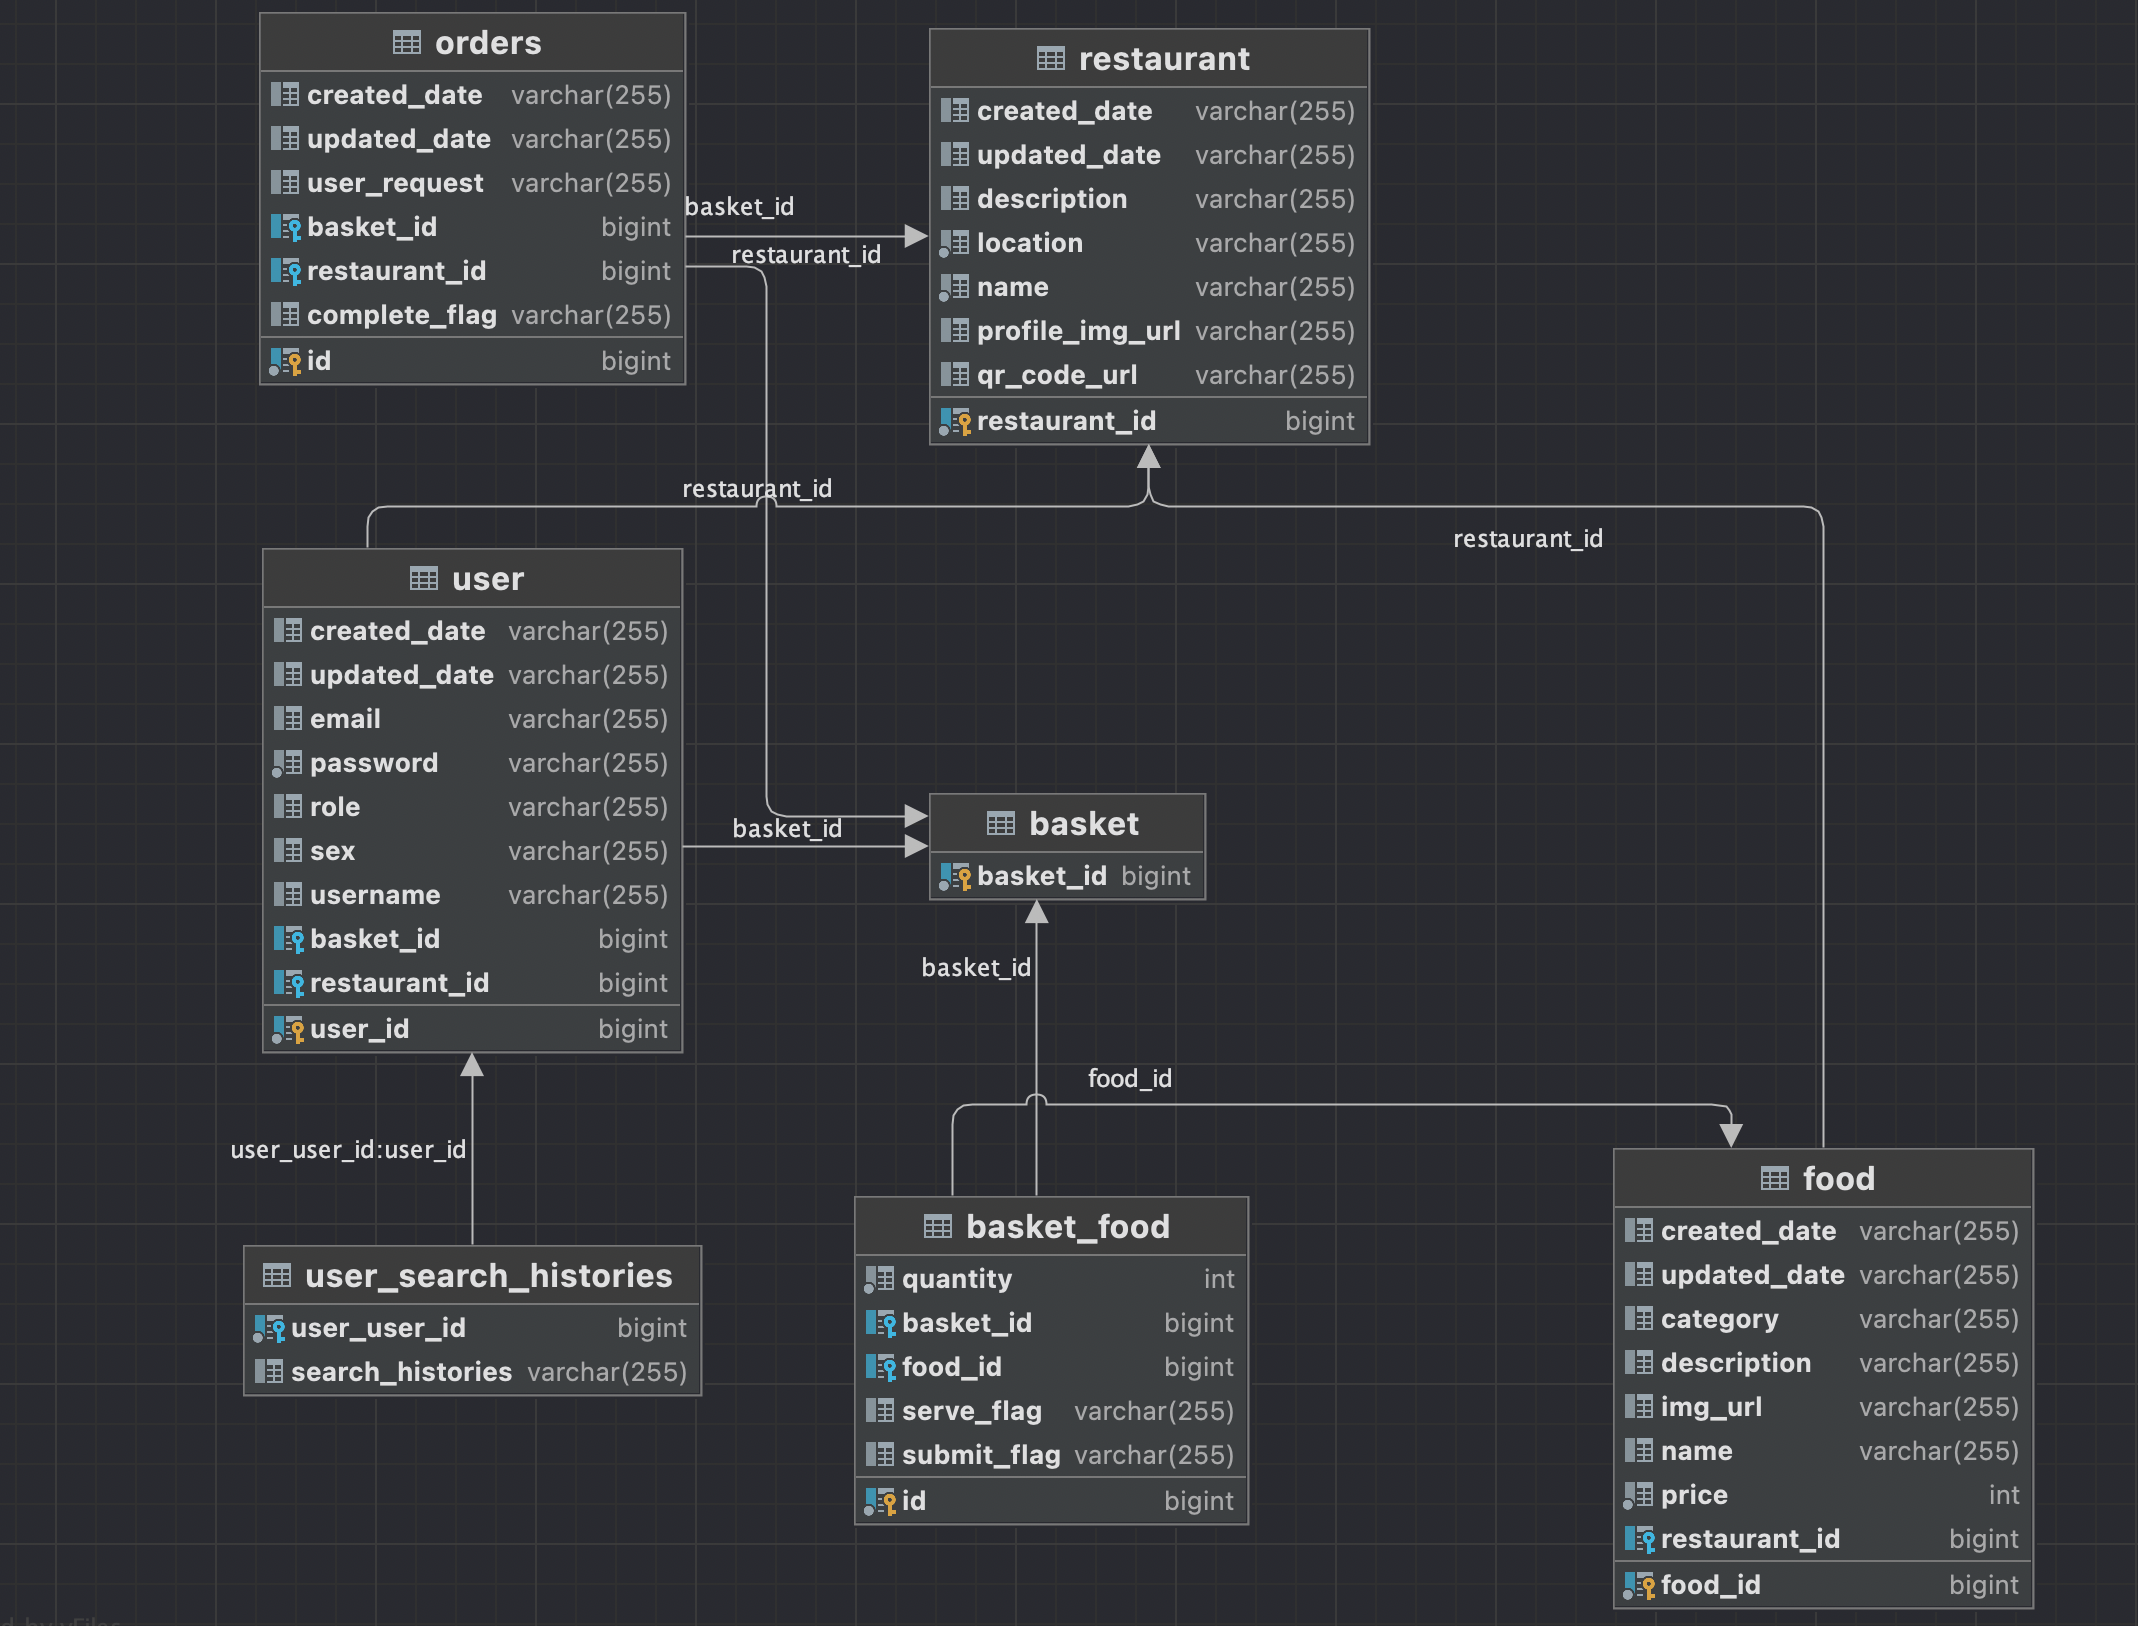 orders
created_date varchar(255)
updated_date varchar(255)
user_request varchar(255)
basket_id bigint
restaurant_id bigint
complete_flag varchar(255)
id bigint
basket_id
restaurant_id
restaurant
created_date varchar(255)
updated_date varchar(255)
description varchar(255)
location varchar(255)
name varchar(255)
profile_img_url varchar(255)
qr_code_url varchar(255)
restaurant_id bigint
restaurant_id
restaurant_id
user
created_date varchar(255)
updated_date varchar(255)
email varchar(255)
password varchar(255)
role varchar(255)
sex varchar(255)
username varchar(255)
basket_id bigint
restaurant_id bigint
user_id bigint
basket_id
basket
basket_id bigint
basket_id
food_id
user_user_id:user_id
user_search_histories
user_user_id bigint
search_histories varchar(255)
basket_food
quantity int
basket_id bigint
food_id bigint
serve_flag varchar(255)
submit_flag varchar(255)
id bigint
food
created_date varchar(255)
updated_date varchar(255)
category varchar(255)
description varchar(255)
img_url varchar(255)
name varchar(255)
price int
restaurant_id bigint
food_id bigint